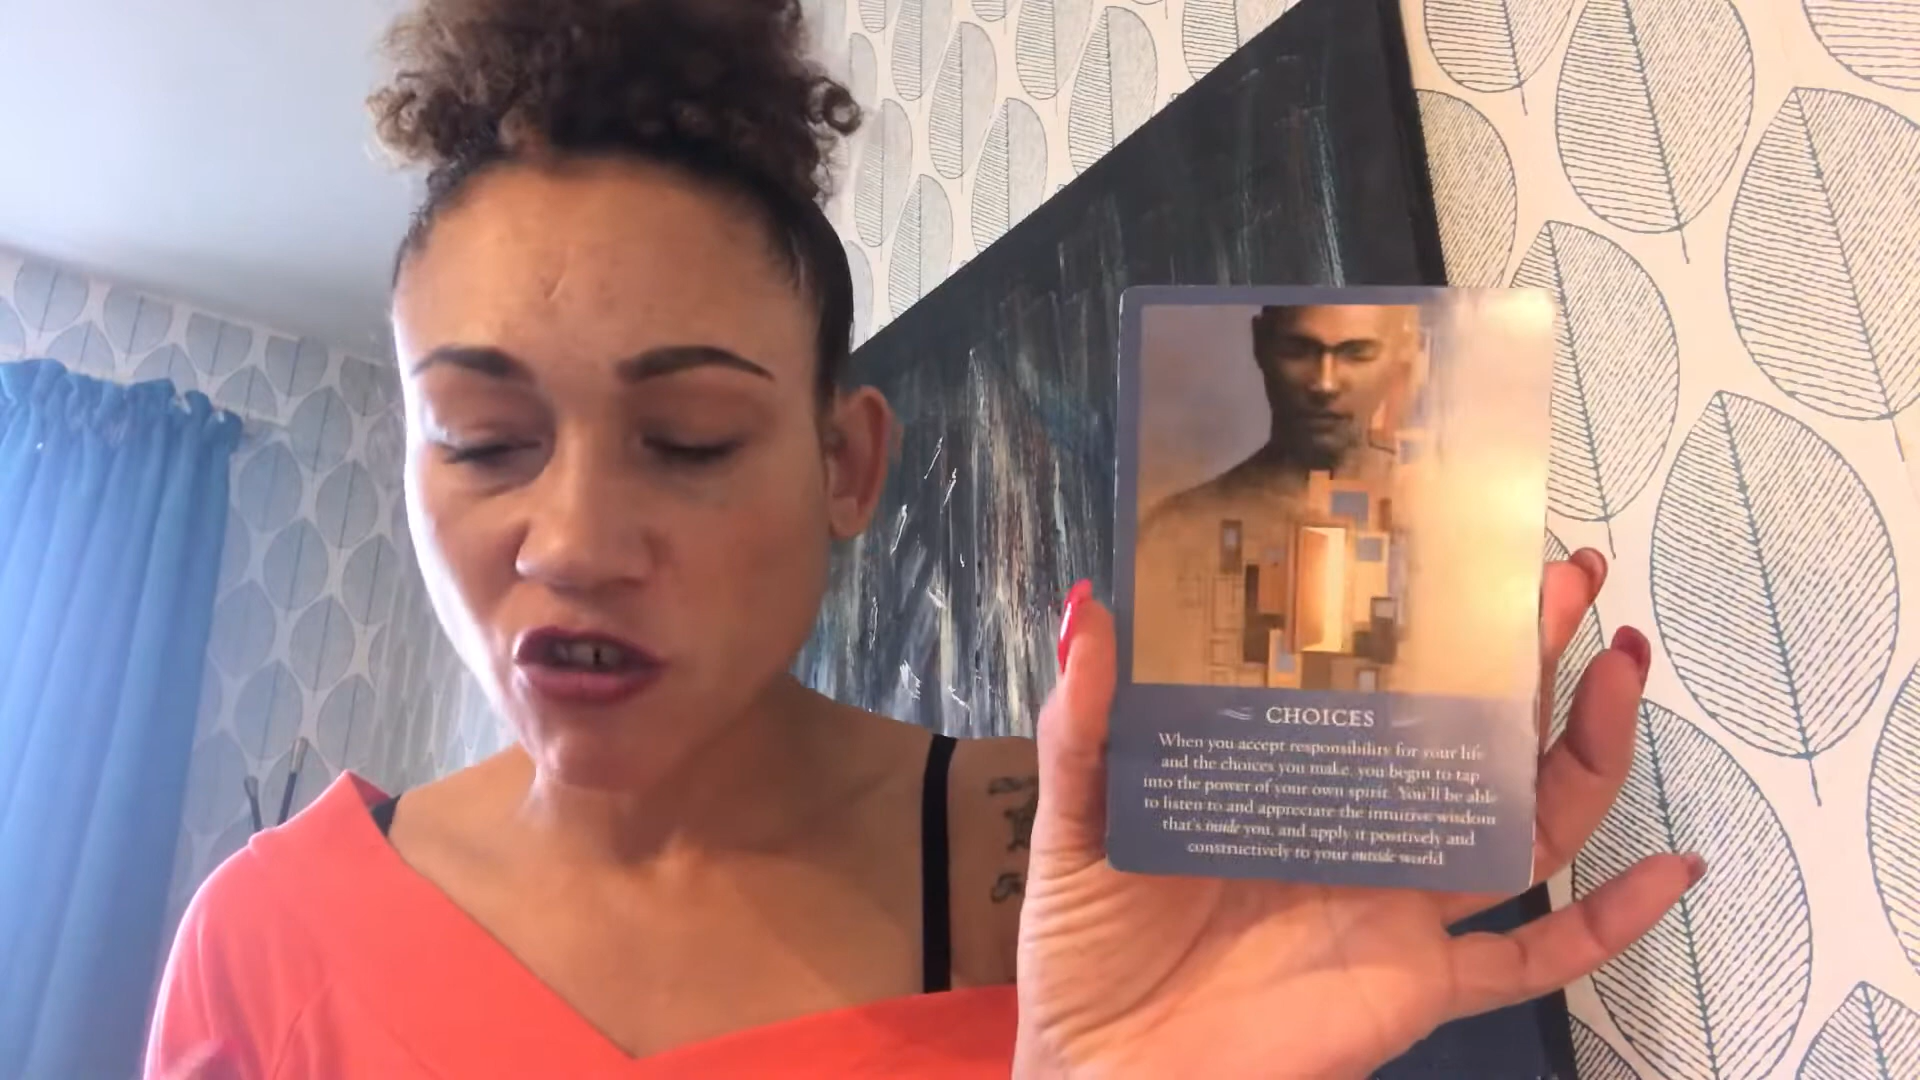 CHOICES
When you accept responsibility for your life
and the choices you make, you begin to tap
into the power of your own spirit. You'll be able
to listen to and appreciate the intuitive wisdom
that's inside you, and apply it positively and
constructively to your outside world